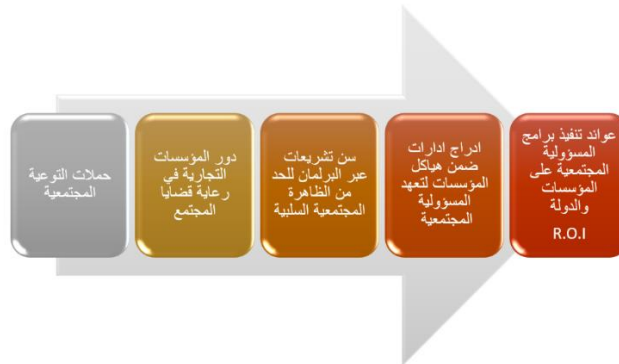 حملات التوعية
المجتمعية
دور المؤسسات
التجارية في
رعاية قضايا
المجتمع
سن تشريعات
عبر البرلمان للحد
من الظاهرة
المجتمعية السلبية
ادراج ادارات
ضمن هياكل
المؤسسات لتعهد
المسؤولية
المجتمعية
عوائد تنفيذ برامج
المسؤولية
المجتمعية على
المؤسسات
والدولة
R.O.I